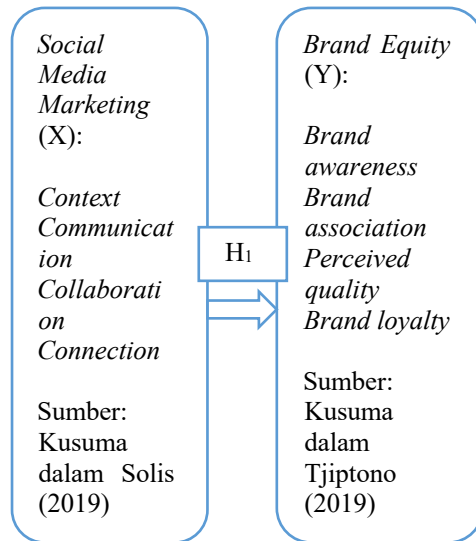 Social
Media
Marketing
(X):
Context
Communicat
ion
Collaborati
on
Connection
Sumber:
Kusuma
dalam Solis
(2019)
H₁
Brand Equity
(Y):
Brand
awareness
Brand
association
Perceived
quality
Brand loyalty
Sumber:
Kusuma
dalam
Tjiptono
(2019)